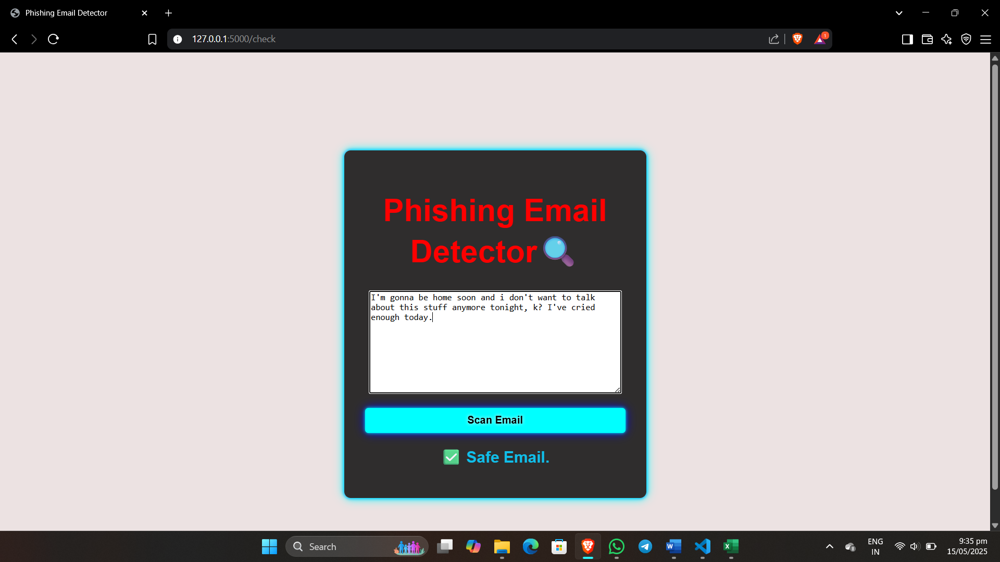 Phishing Email Detector
127.0.0.1:5000/check
1
Phishing Email
Detector
I'm gonna be home soon and i don't want to talk
about this stuff anymore tonight, k? I've cried
enough today.
Scan Email
Safe Email.
Search
W
X
ENG
IN
9:35 pm
15/05/2025